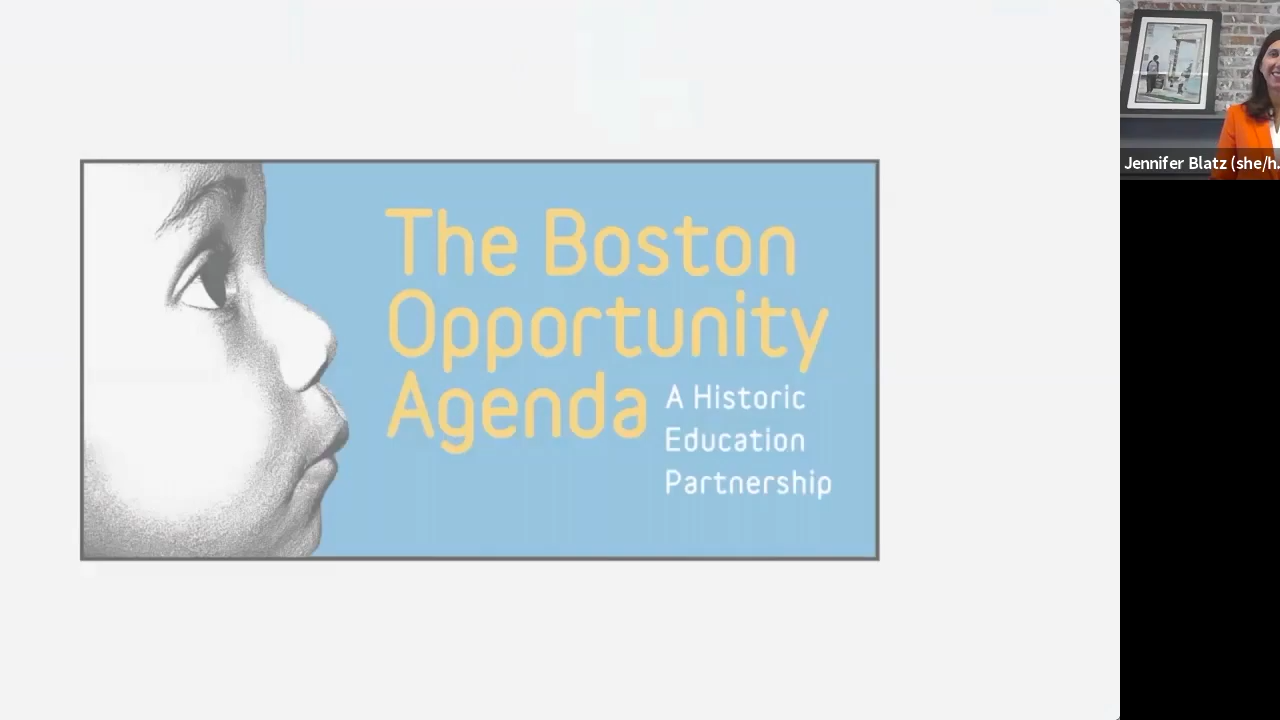 The Boston
Opportunity
Agenda
A Historic
Education
Partnership
Jennifer Blatz (she/h.